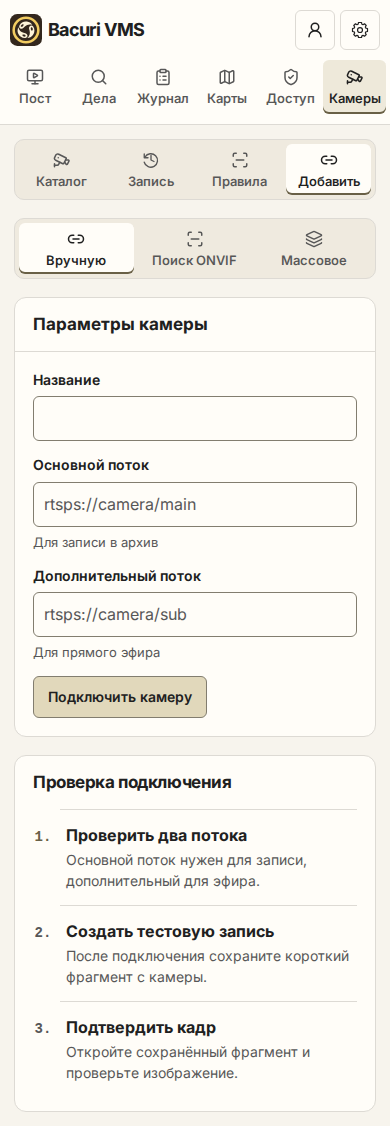 Bacuri VMS
Пост
Дела
Журнал
Карты
Доступ
Камеры
Каталог
Запись
Правила
Добавить
Вручную
Поиск ONVIF
Массовое
Параметры камеры
Название
Основной поток
rtsps://camera/main
Для записи в архив
Дополнительный поток
rtsps://camera/sub
Для прямого эфира
Подключить камеру
Проверка подключения
1. Проверить два потока
Основной поток нужен для записи,
дополнительный для эфира.
2. Создать тестовую запись
После подключения сохраните короткий
фрагмент с камеры.
3. Подтвердить кадр
Откройте сохранённый фрагмент и
проверьте изображение.